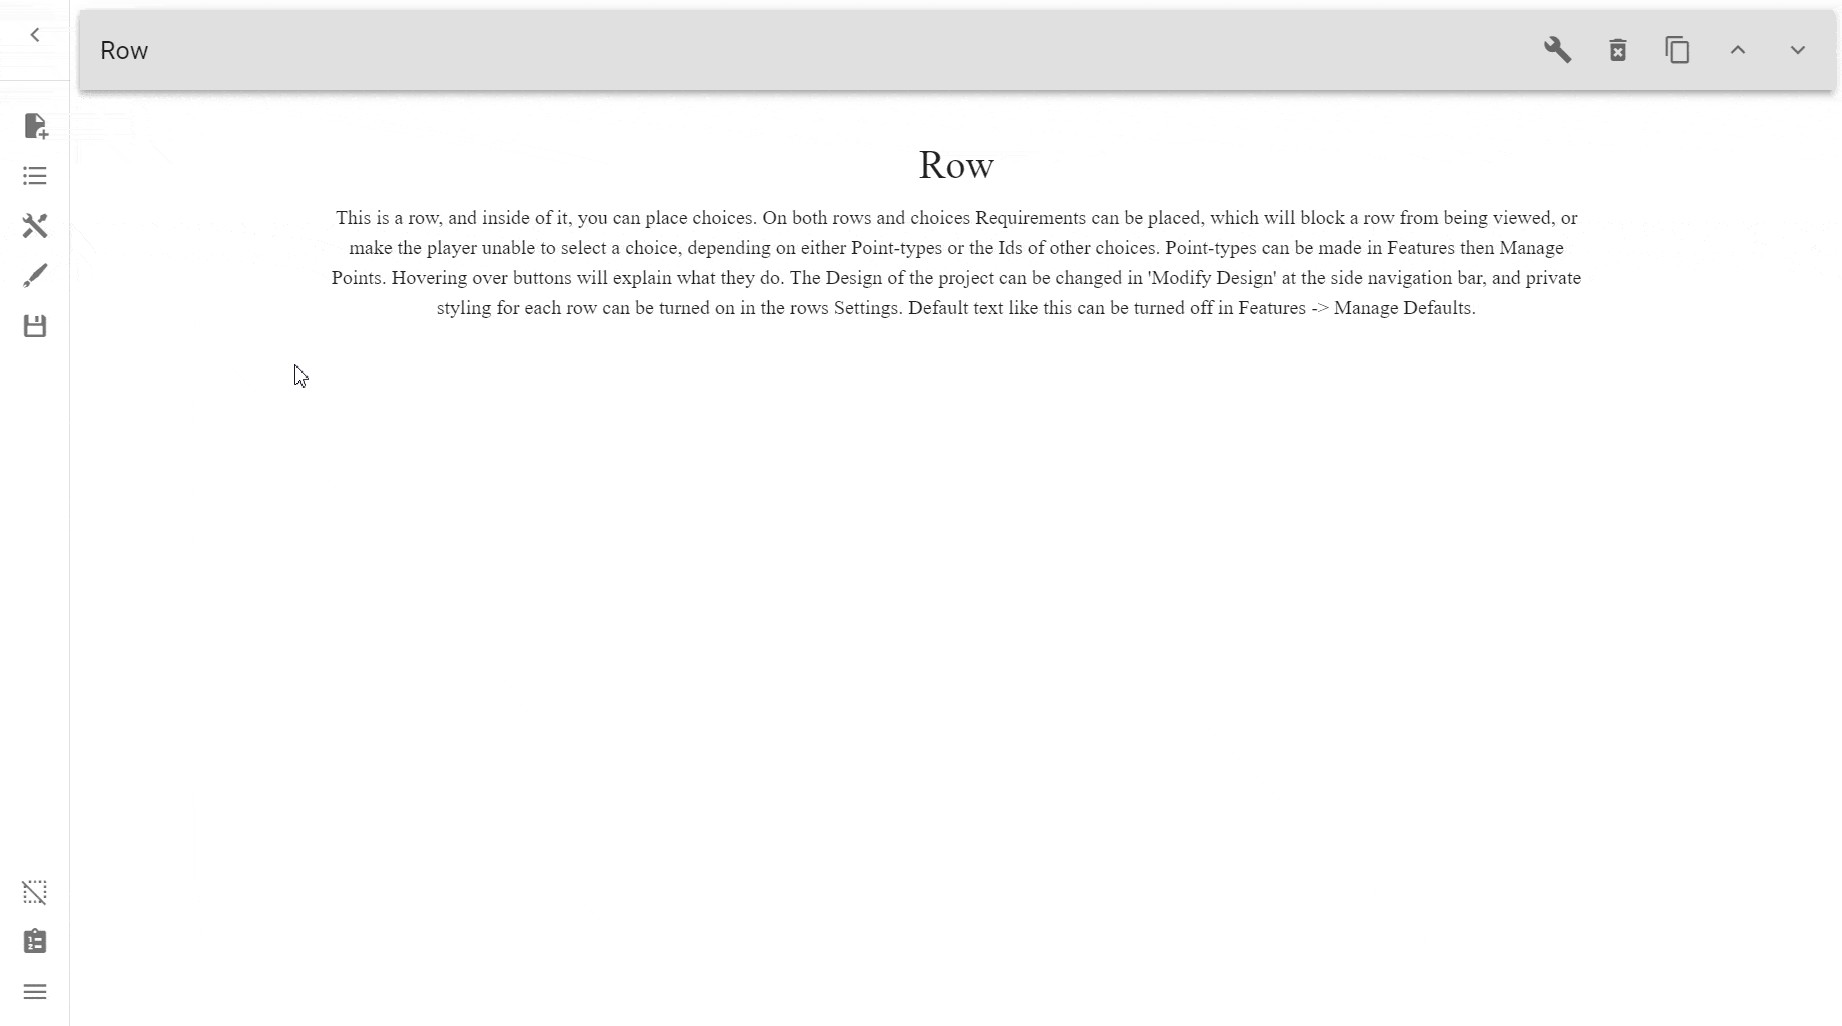 Row
Row
This is a row, and inside of it, you can place choices. On both rows and choices Requirements can be placed, which will block a row from being viewed, or
make the player unable to select a choice, depending on either Point-types or the Ids of other choices. Point-types can be made in Features then Manage
Points. Hovering over buttons will explain what they do. The Design of the project can be changed in 'Modify Design' at the side navigation bar, and private
styling for each row can be turned on in the rows Settings. Default text like this can be turned off in Features -> Manage Defaults.